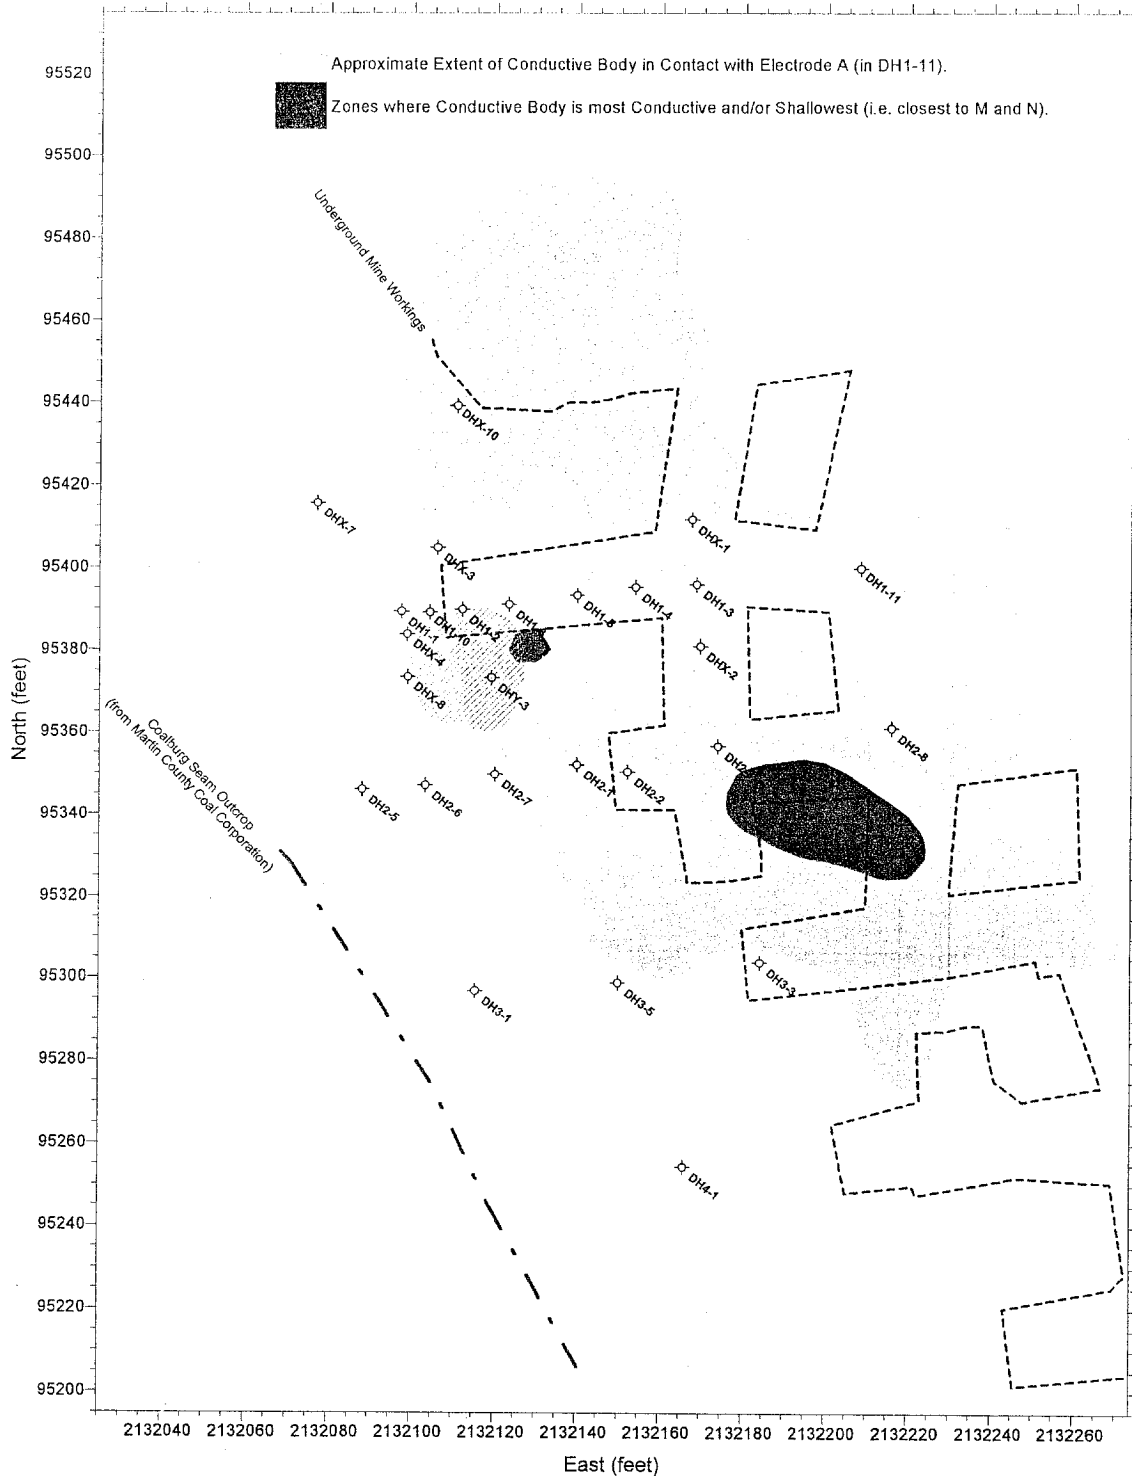 Approximate Extent of Conductive Body in Contact with Electrode A (in DH1-11).
Zones where Conductive Body is most Conductive and/or Shallowest (i.e. closest to M and N).
95520
95500
95480
95460
95440
95420
95400
95380
95360
95340
95320
95300
95280
95260
95240
95220
95200
North (feet)
Underground Mine Workings
DHX-10
DHX-7
DHX-1
DHX-3
DH1-11
DH1-3
DH1-4
DH1-5
DH1-
DH1-2
DH1-10
DH1-1
DHX-4
DHX-2
DHX-8
DHY-3
DH2-8
DH2-
DH2-1
DH2-2
DH2-7
DH2-6
DH2-5
Coalburg Seam Outcrop
(from Martin County Coal Corporation)
DH3-3
DH3-5
DH3-1
DH4-1
2132040 2132060 2132080 2132100 2132120 2132140 2132160 2132180 2132200 2132220 2132240 2132260
East (feet)